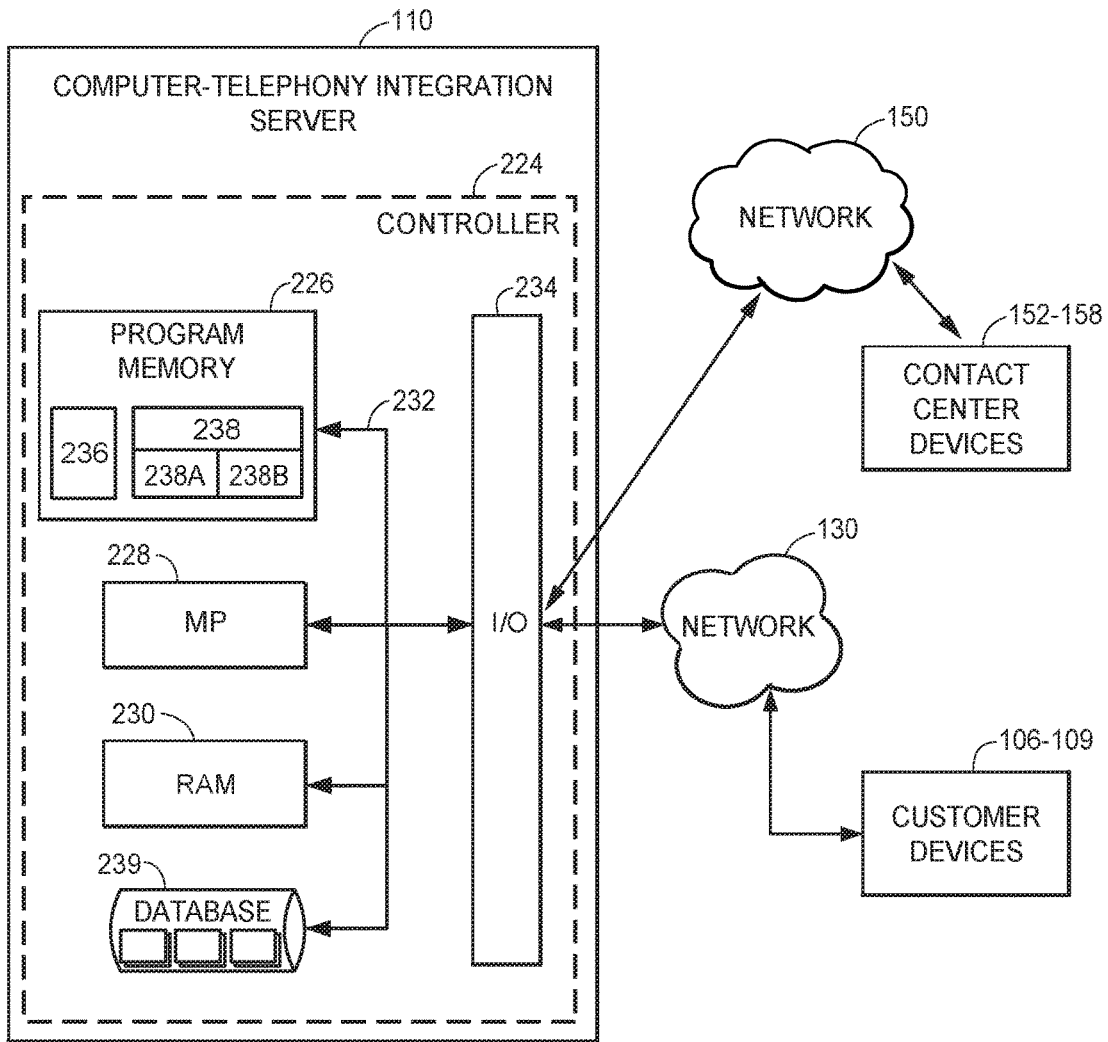 110
COMPUTER-TELEPHONY INTEGRATION
SERVER
224
CONTROLLER
226
PROGRAM
MEMORY
236
238
238A
238B
232
234
I/O
228
MP
230
RAM
239
DATABASE
150
NETWORK
152-158
CONTACT
CENTER
DEVICES
130
NETWORK
106-109
CUSTOMER
DEVICES